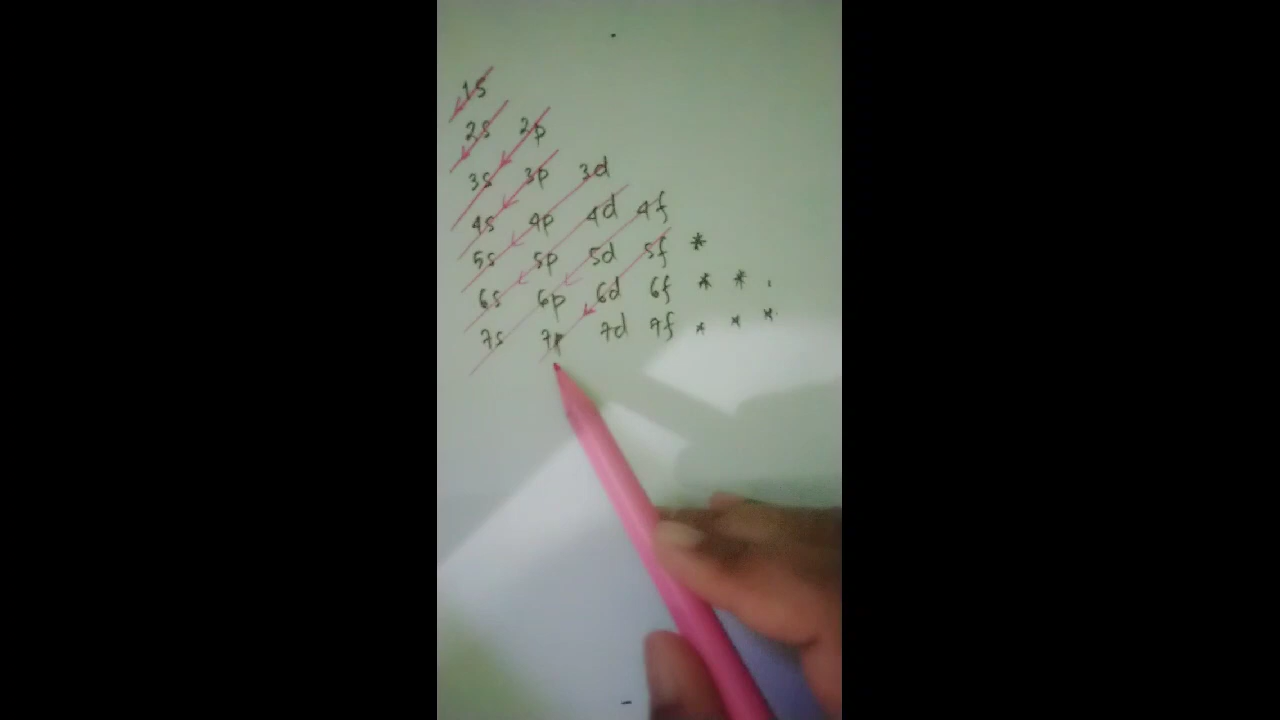 1s
2s 2p
3s 3p 3d
4s 4p 4d 4f
5s 5p 5d 5f *
6s 6p 6d 6f * * .
7s 7p 7d 7f * * *